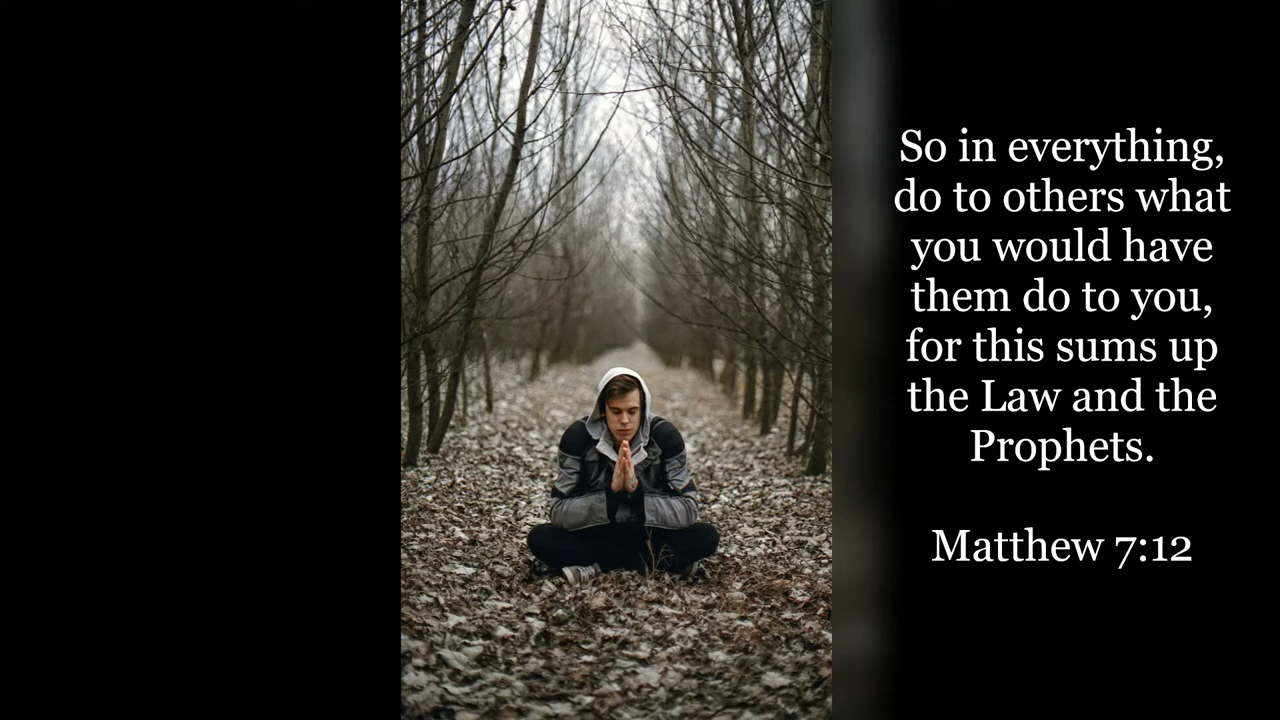 So in everything,
do to others what
you would have
them do to you,
for this sums up
the Law and the
Prophets.
Matthew 7:12